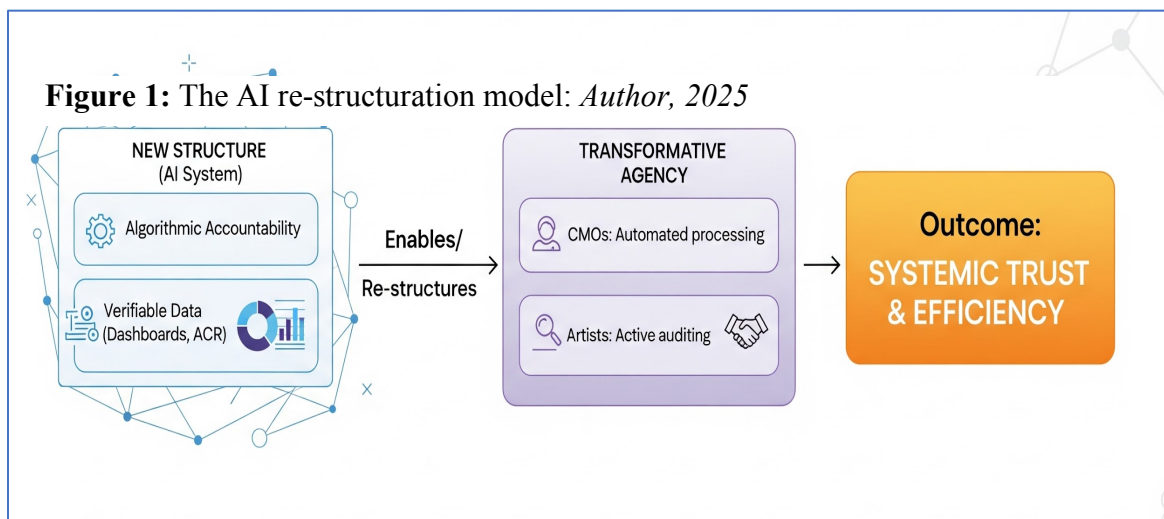 Figure 1: The AI re-structuration model: Author, 2025
NEW STRUCTURE
(AI System)
Algorithmic Accountability
Verifiable Data
(Dashboards, ACR)
Enables/
Re-structures
TRANSFORMATIVE
AGENCY
CMOs: Automated processing
Artists: Active auditing
Outcome:
SYSTEMIC TRUST
& EFFICIENCY